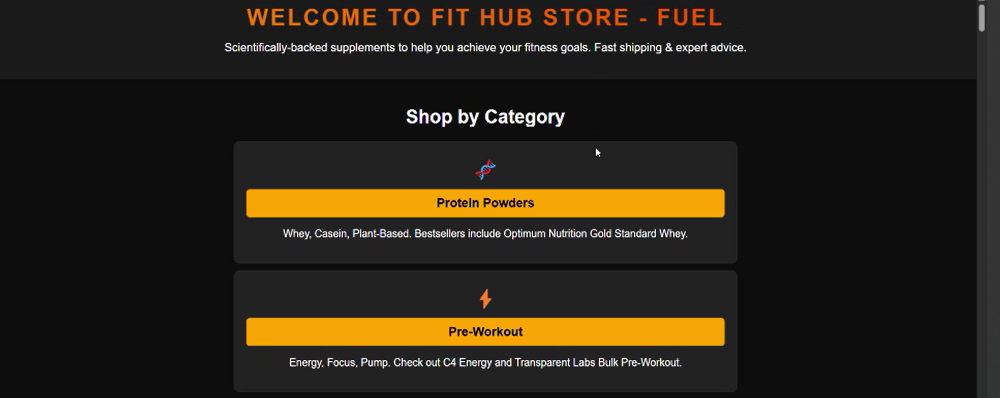 WELCOME TO FIT HUB STORE - FUEL
Scientifically-backed supplements to help you achieve your fitness goals. Fast shipping & expert advice.
Shop by Category
Protein Powders
Whey, Casein, Plant-Based. Bestsellers include Optimum Nutrition Gold Standard Whey.
Pre-Workout
Energy, Focus, Pump. Check out C4 Energy and Transparent Labs Bulk Pre-Workout.